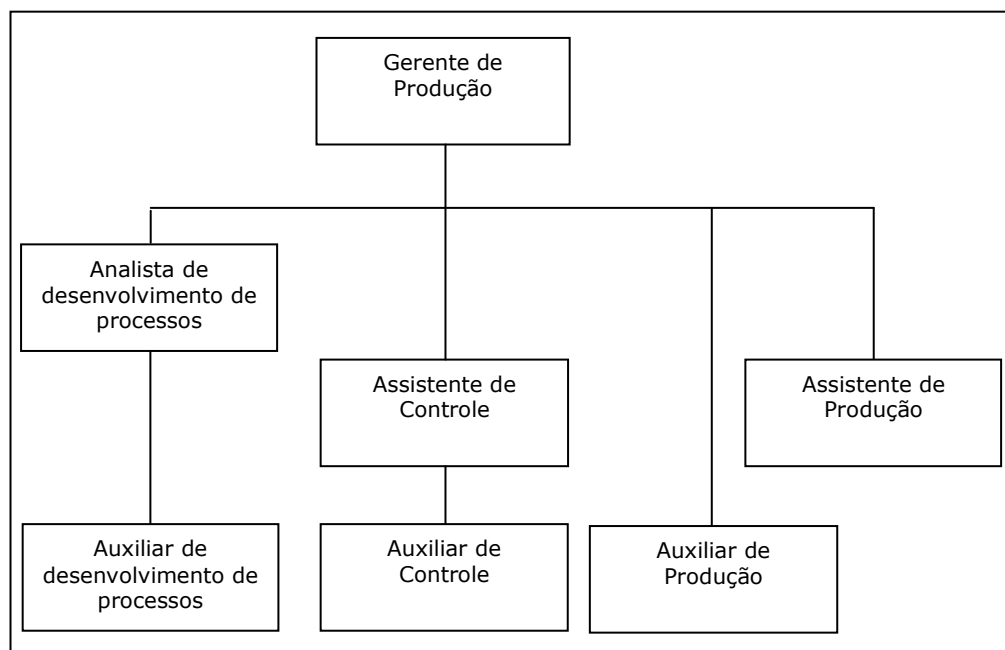 Gerente de
Produção
Analista de
desenvolvimento de
processos
Assistente de
Controle
Assistente de
Produção
Auxiliar de
desenvolvimento de
processos
Auxiliar de
Controle
Auxiliar de
Produção